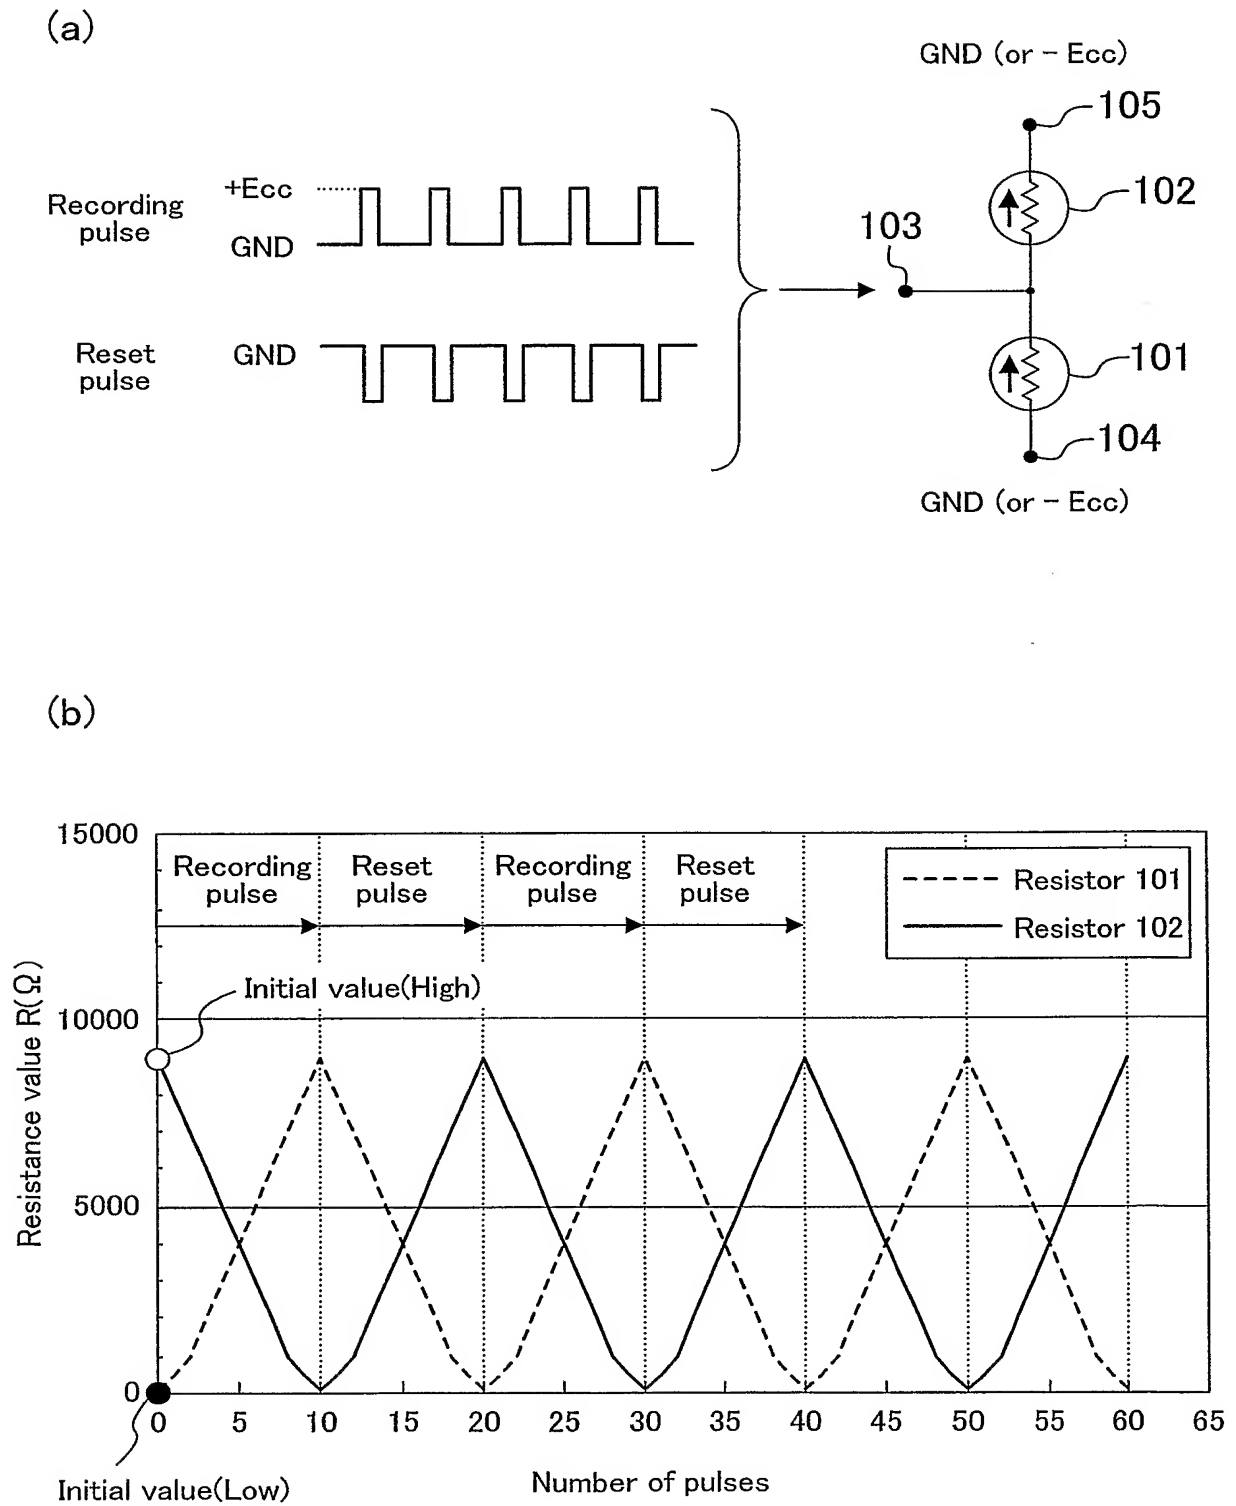 (a)
GND (or - Ecc)
105
102
103
+Ecc
Recording
pulse
GND
Reset
pulse
GND
101
104
GND (or - Ecc)
(b)
15000
10000
5000
0
Resistance value R(Ω)
Recording
pulse
Reset
pulse
Recording
pulse
Reset
pulse
Resistor 101
Resistor 102
Initial value(High)
0 5 10 15 20 25 30 35 40 45 50 55 60 65
Initial value(Low)
Number of pulses